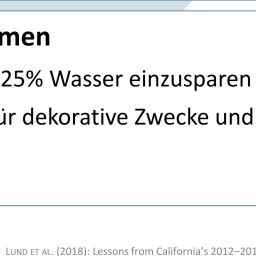 men
25% Wasser einzusparen
ür dekorative Zwecke und
LUND ET AL. (2018): Lessons from California's 2012–201